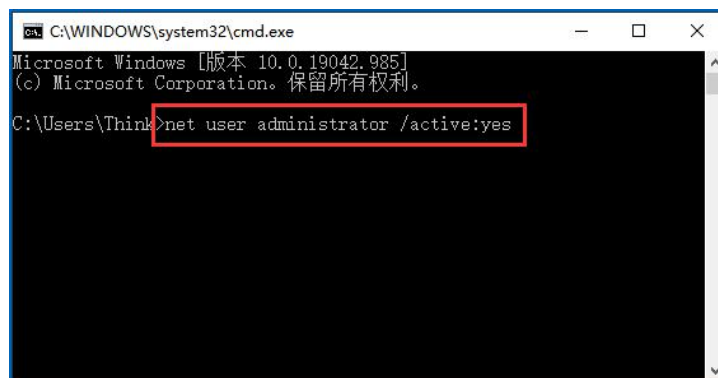 C:\WINDOWS\system32\cmd.exe
Microsoft Windows [版本 10.0.19042.985]
(c) Microsoft Corporation。保留所有权利。
C:\Users\Think>net user administrator /active:yes